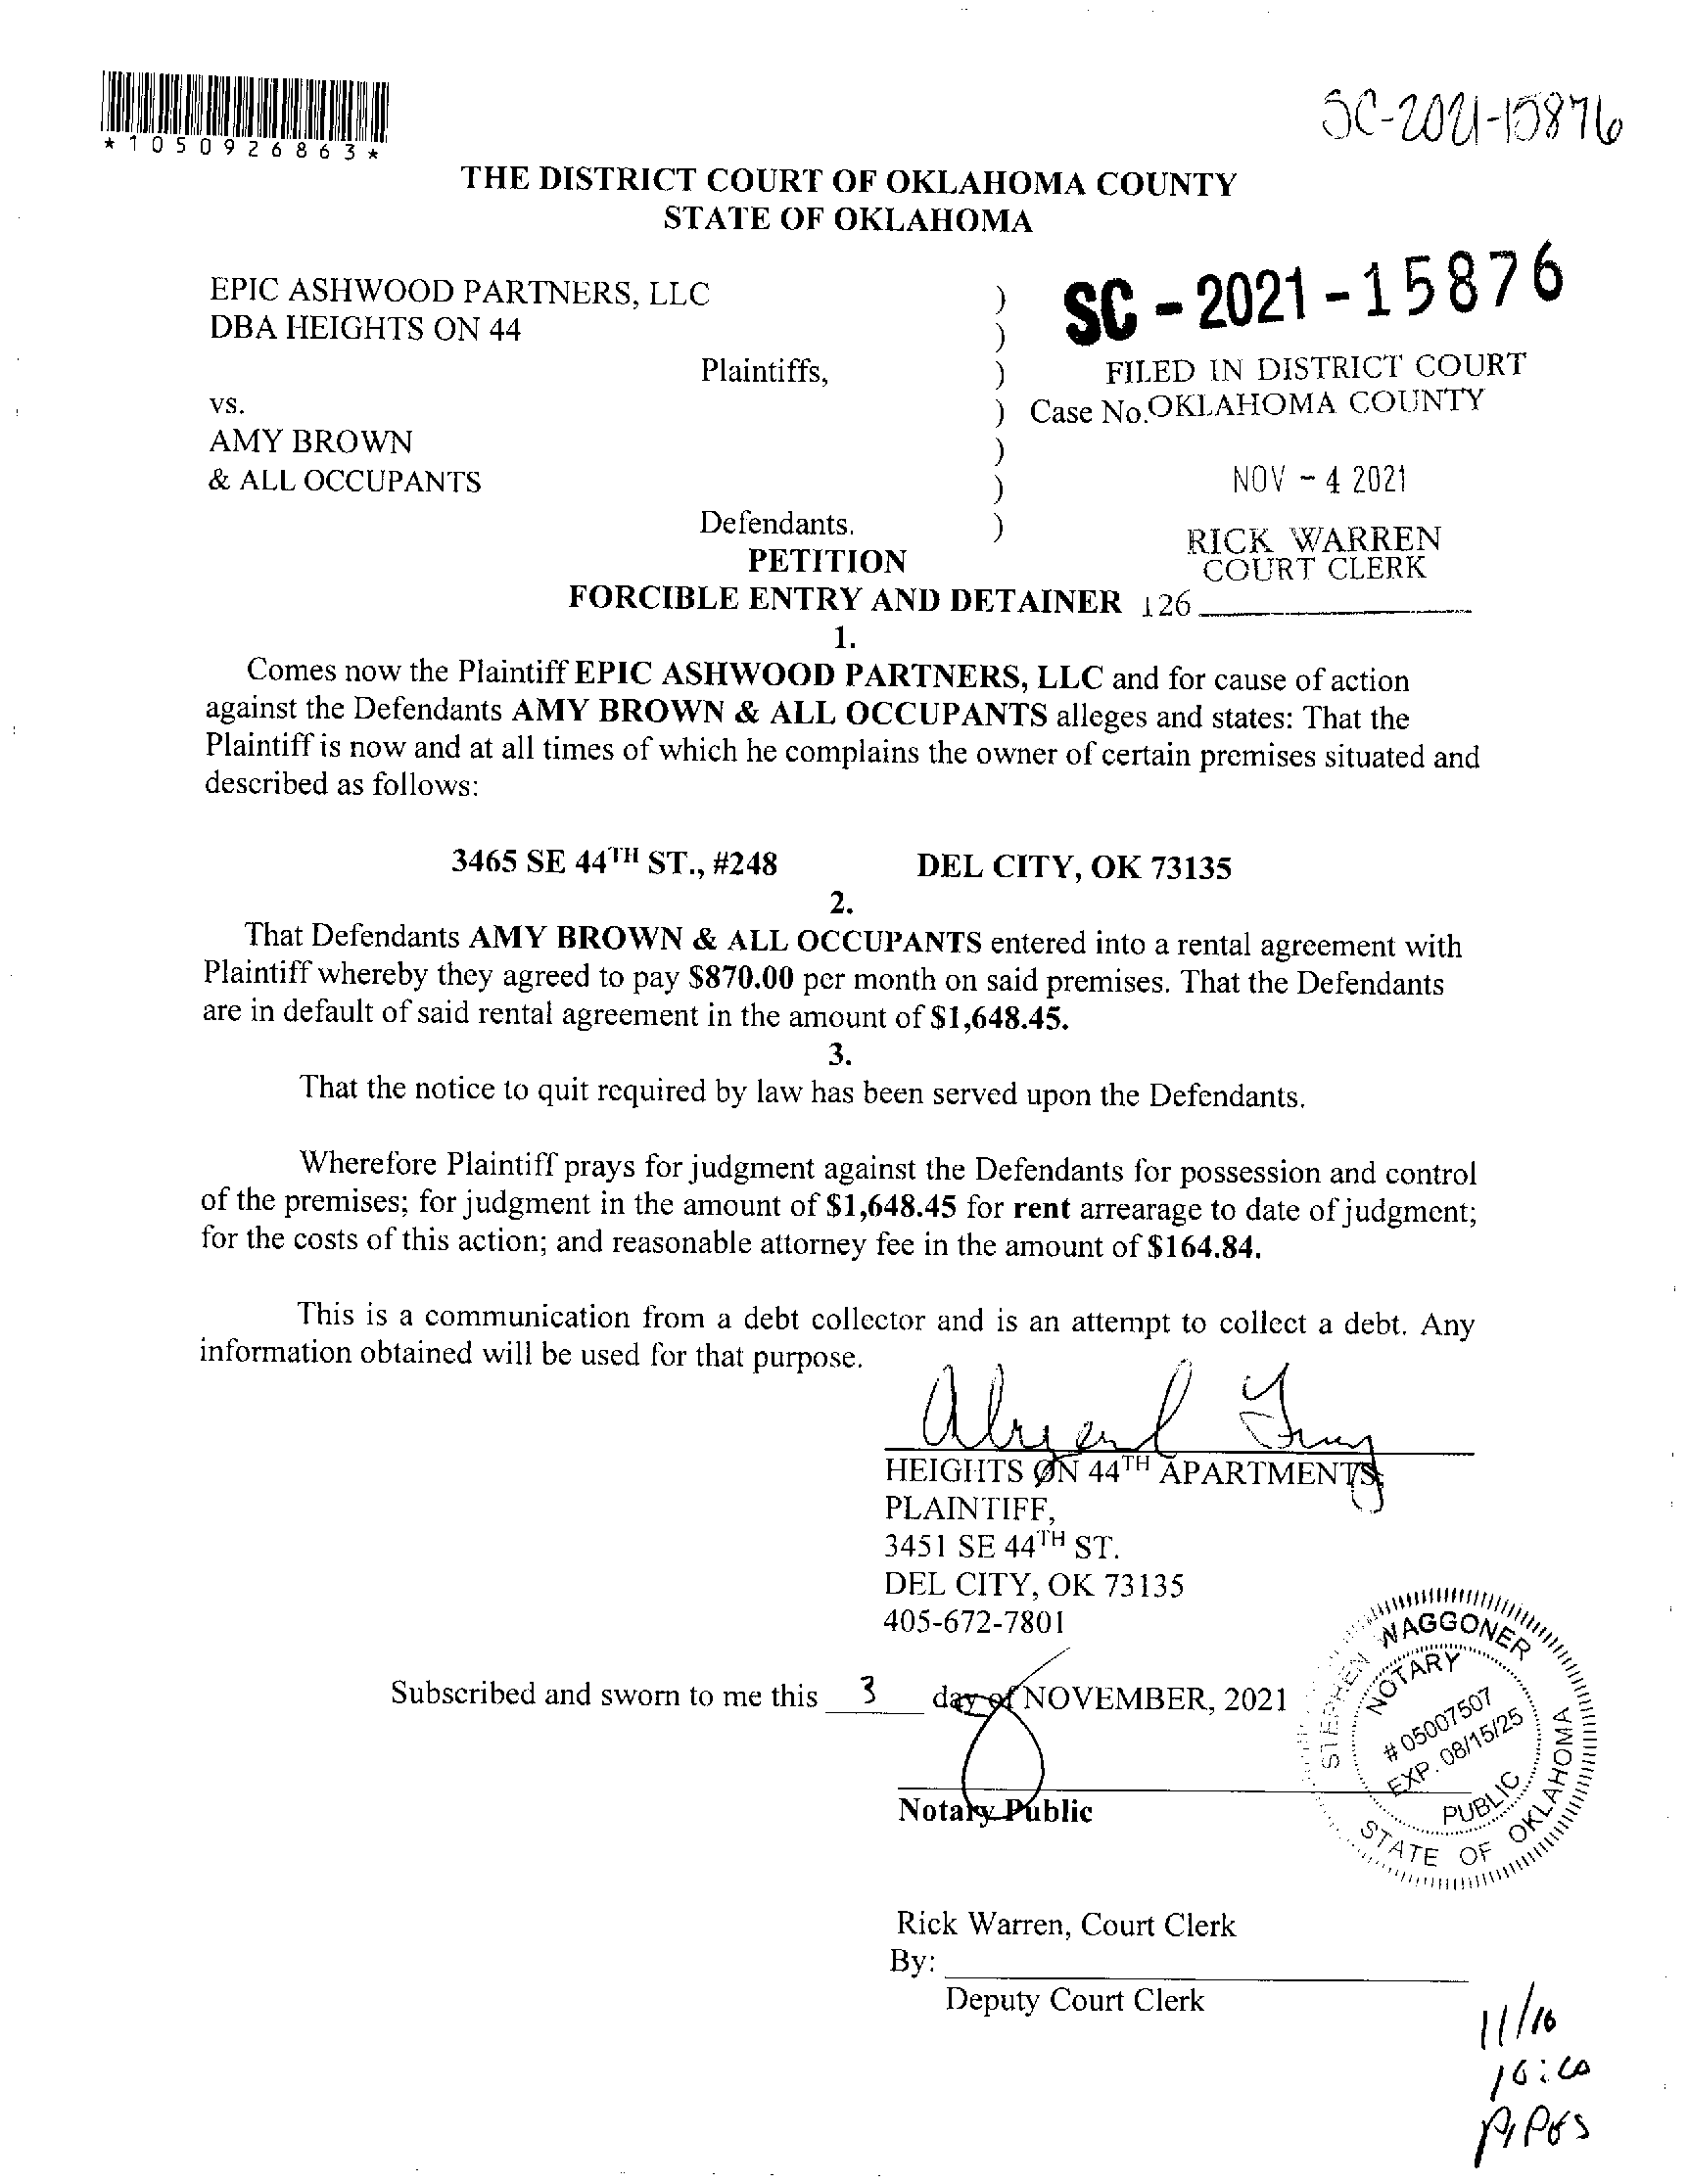 SC-2021-15876
*1050926863*
THE DISTRICT COURT OF OKLAHOMA COUNTY
STATE OF OKLAHOMA
EPIC ASHWOOD PARTNERS, LLC )
DBA HEIGHTS ON 44 )
SC-2021-15876
Plaintiffs, )
FILED IN DISTRICT COURT
vs. ) Case No. OKLAHOMA COUNTY
AMY BROWN )
& ALL OCCUPANTS )
NOV - 4 2021
Defendants. )
RICK WARREN
COURT CLERK
PETITION
FORCIBLE ENTRY AND DETAINER 126
1.
Comes now the Plaintiff EPIC ASHWOOD PARTNERS, LLC and for cause of action
against the Defendants AMY BROWN & ALL OCCUPANTS alleges and states: That the
Plaintiff is now and at all times of which he complains the owner of certain premises situated and
described as follows:
3465 SE 44TH ST., #248 DEL CITY, OK 73135
2.
That Defendants AMY BROWN & ALL OCCUPANTS entered into a rental agreement with
Plaintiff whereby they agreed to pay $870.00 per month on said premises. That the Defendants
are in default of said rental agreement in the amount of $1,648.45.
3.
That the notice to quit required by law has been served upon the Defendants.
Wherefore Plaintiff prays for judgment against the Defendants for possession and control
of the premises; for judgment in the amount of $1,648.45 for rent arrearage to date of judgment;
for the costs of this action; and reasonable attorney fee in the amount of $164.84.
This is a communication from a debt collector and is an attempt to collect a debt. Any
information obtained will be used for that purpose.
HEIGHTS ON 44TH APARTMENTS,
PLAINTIFF,
3451 SE 44TH ST.
DEL CITY, OK 73135
405-672-7801
Subscribed and sworn to me this 3 day of NOVEMBER, 2021
Notary Public
STEPHEN WAGGONER
NOTARY
# 05007507
EXP. 08/15/25
PUBLIC
STATE OF OKLAHOMA
Rick Warren, Court Clerk
By:
Deputy Court Clerk
11/16